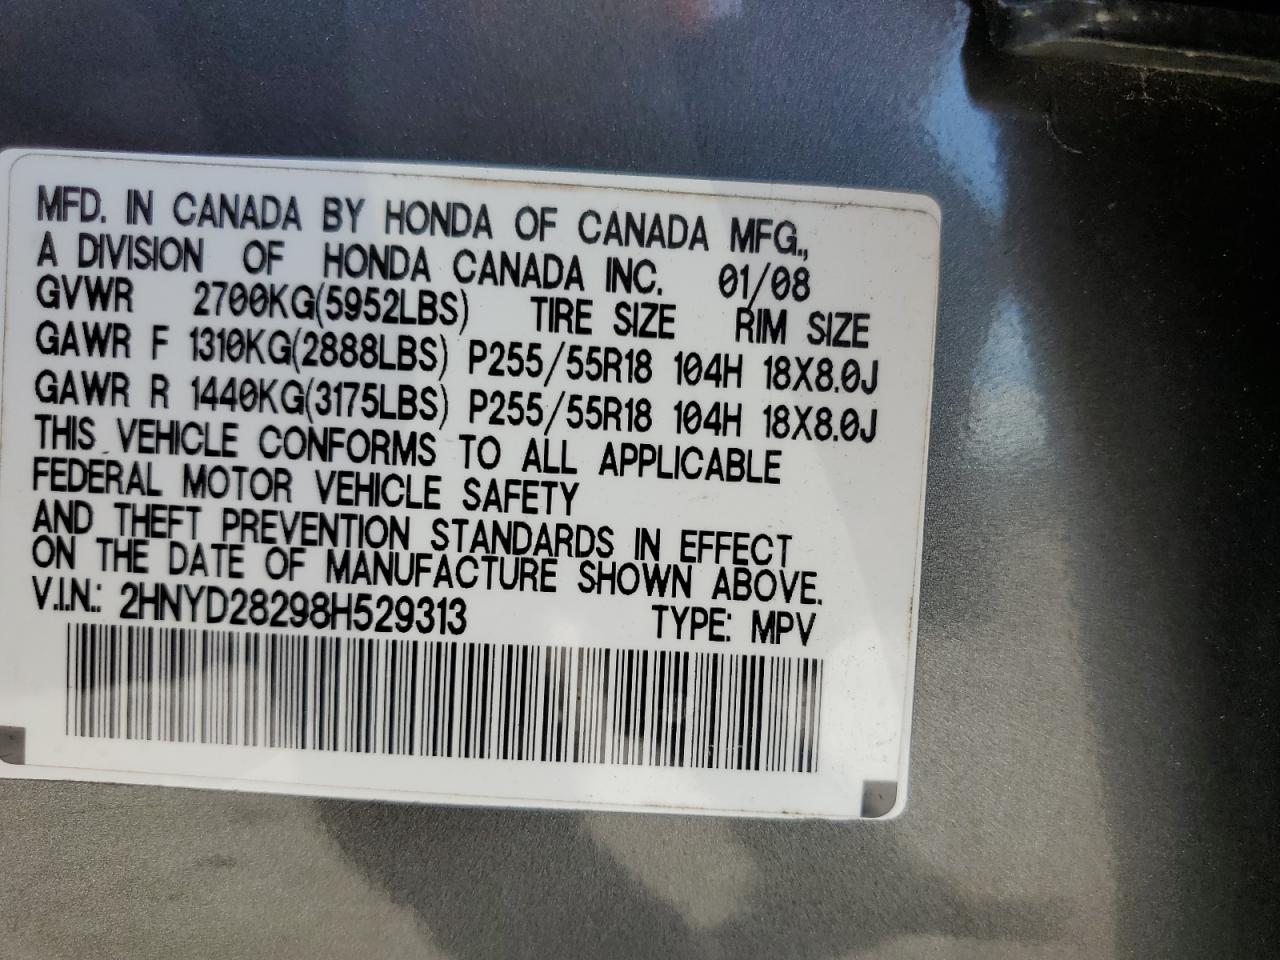 MFD. IN CANADA BY HONDA OF CANADA MFG.,
A DIVISION OF HONDA CANADA INC. 01/08
GVWR 2700KG(5952LBS) TIRE SIZE RIM SIZE
GAWR F 1310KG(2888LBS) P255/55R18 104H 18X8.0J
GAWR R 1440KG(3175LBS) P255/55R18 104H 18X8.0J
THIS VEHICLE CONFORMS TO ALL APPLICABLE
FEDERAL MOTOR VEHICLE SAFETY
AND THEFT PREVENTION STANDARDS IN EFFECT
ON THE DATE OF MANUFACTURE SHOWN ABOVE.
V.I.N.: 2HNYD28298H529313 TYPE: MPV